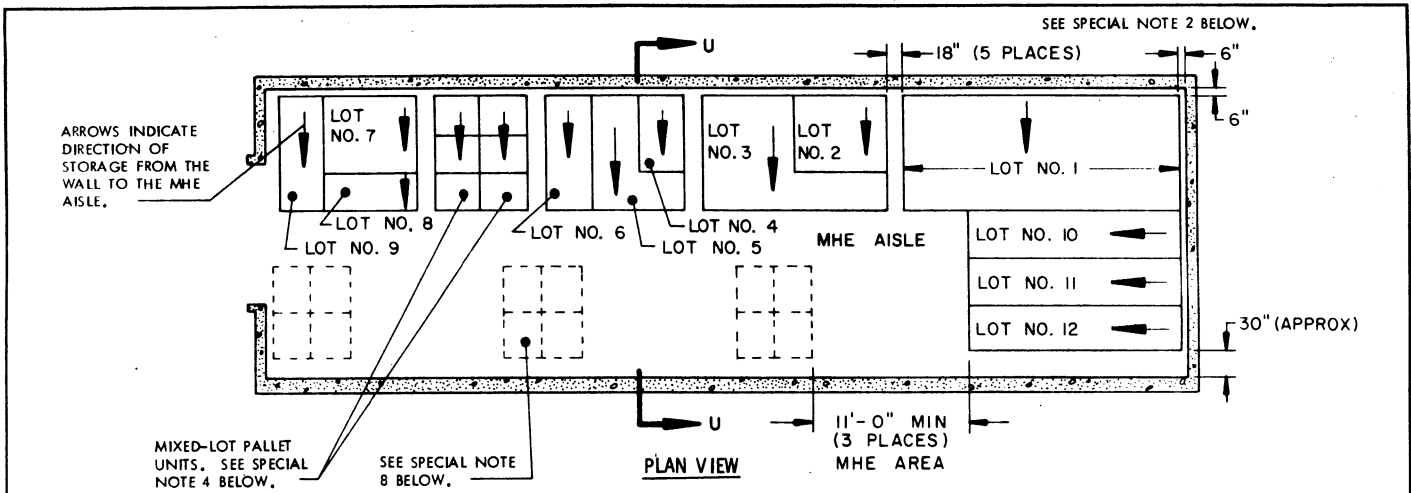 SEE SPECIAL NOTE 2 BELOW.
U
18" (5 PLACES)
6"
6"
ARROWS INDICATE
DIRECTION OF
STORAGE FROM THE
WALL TO THE MHE
AISLE.
LOT
NO. 7
LOT
NO. 3
LOT
NO. 2
LOT NO. 1
LOT NO. 8
LOT NO. 9
LOT NO. 6
LOT NO. 4
LOT NO. 5
MHE AISLE
LOT NO. 10
LOT NO. 11
LOT NO. 12
30" (APPROX)
U
11'-0" MIN
(3 PLACES)
MHE AREA
MIXED-LOT PALLET
UNITS. SEE SPECIAL
NOTE 4 BELOW.
SEE SPECIAL NOTE
8 BELOW.
PLAN VIEW